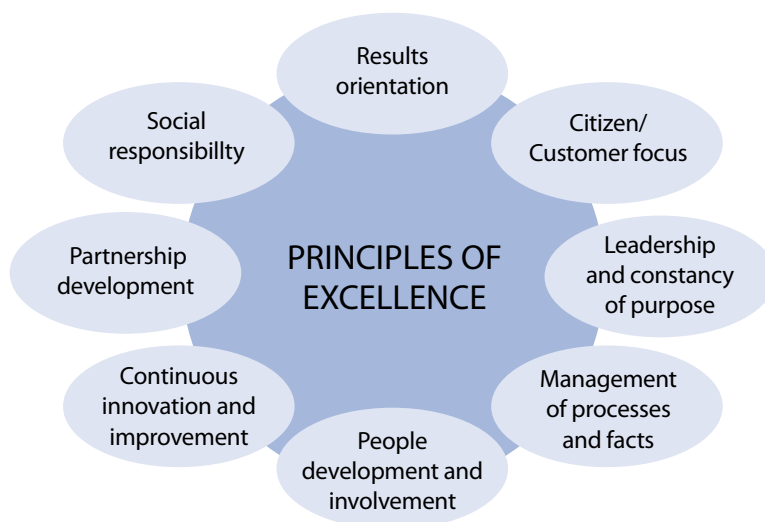 Results
orientation
Citizen/
Customer focus
Leadership
and constancy
of purpose
Management
of processes
and facts
People
development and
involvement
Continuous
innovation and
improvement
Partnership
development
Social
responsibillty
PRINCIPLES OF
EXCELLENCE